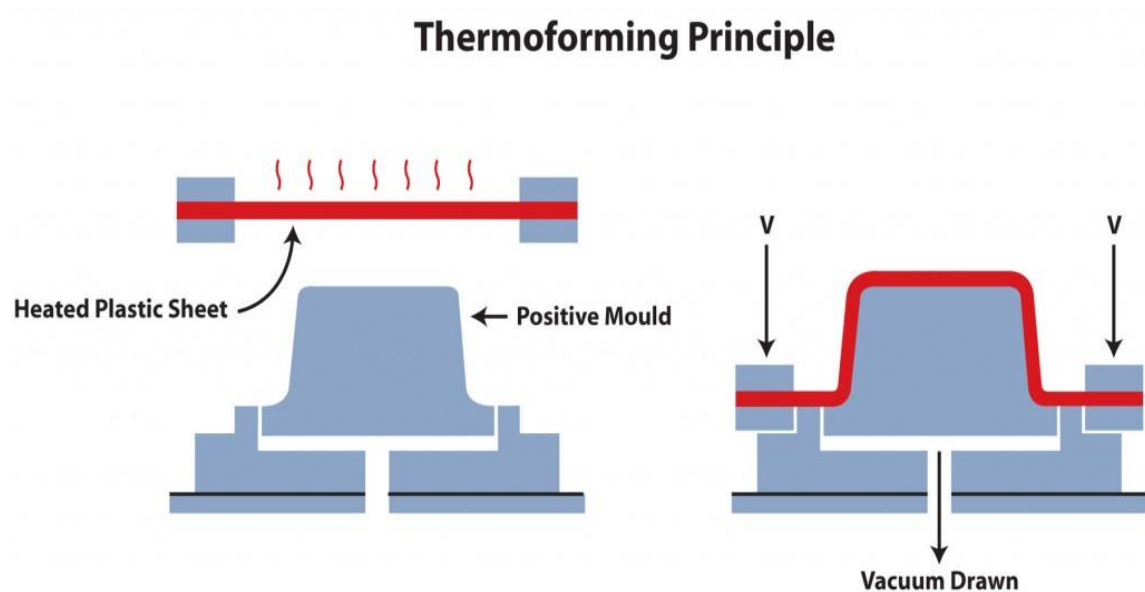 Thermoforming Principle
V
V
Heated Plastic Sheet
Positive Mould
Vacuum Drawn